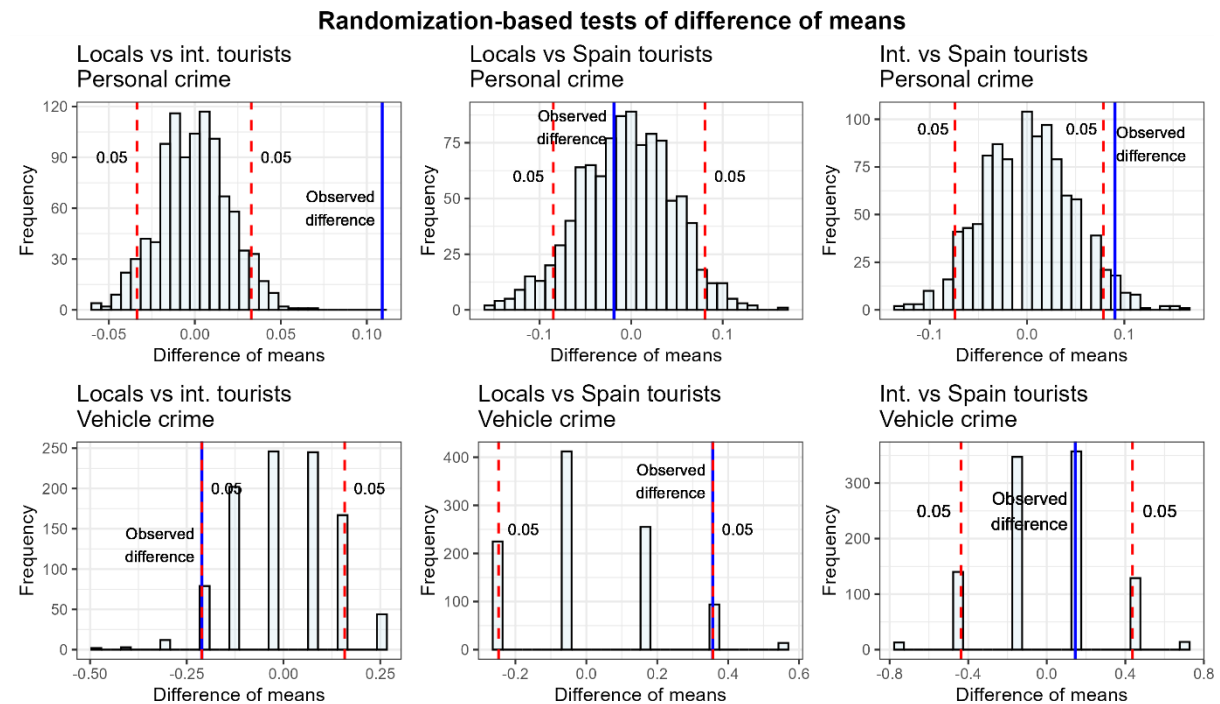 Randomization-based tests of difference of means
Locals vs int. tourists
Personal crime
120
90
60
30
0
Frequency
0.05
0.05
Observed
difference
-0.05
0.00
0.05
0.10
Difference of means
Locals vs Spain tourists
Personal crime
75
50
25
0
Frequency
Observed
difference
0.05
0.05
-0.1
0.0
0.1
Difference of means
Int. vs Spain tourists
Personal crime
100
75
50
25
0
Frequency
0.05
0.05
Observed
difference
-0.1
0.0
0.1
Difference of means
Locals vs int. tourists
Vehicle crime
250
200
150
100
50
0
Frequency
0.05
0.05
Observed
difference
-0.50
-0.25
0.00
0.25
Difference of means
Locals vs Spain tourists
Vehicle crime
400
300
200
100
0
Frequency
Observed
difference
0.05
0.05
-0.2
0.0
0.2
0.4
0.6
Difference of means
Int. vs Spain tourists
Vehicle crime
300
200
100
0
Frequency
Observed
difference
0.05
0.05
-0.8
-0.4
0.0
0.4
0.8
Difference of means